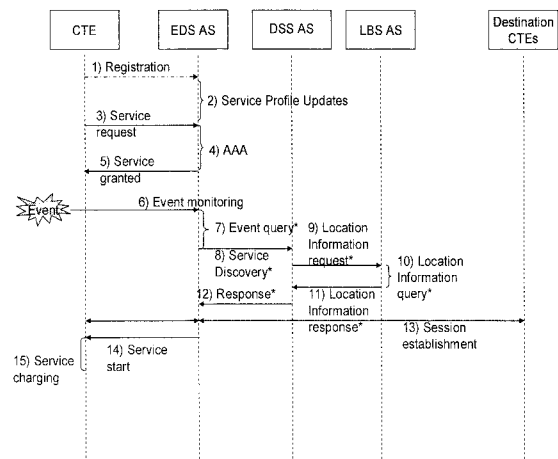 CTE
EDS AS
DSS AS
LBS AS
Destination
CTEs
1) Registration
2) Service Profile Updates
3) Service
request
4) AAA
5) Service
granted
6) Event monitoring
Event
7) Event query*
8) Service
Discovery*
9) Location
Information
request*
10) Location
Information
query*
12) Response*
11) Location
Information
response*
13) Session
establishment
14) Service
start
15) Service
charging